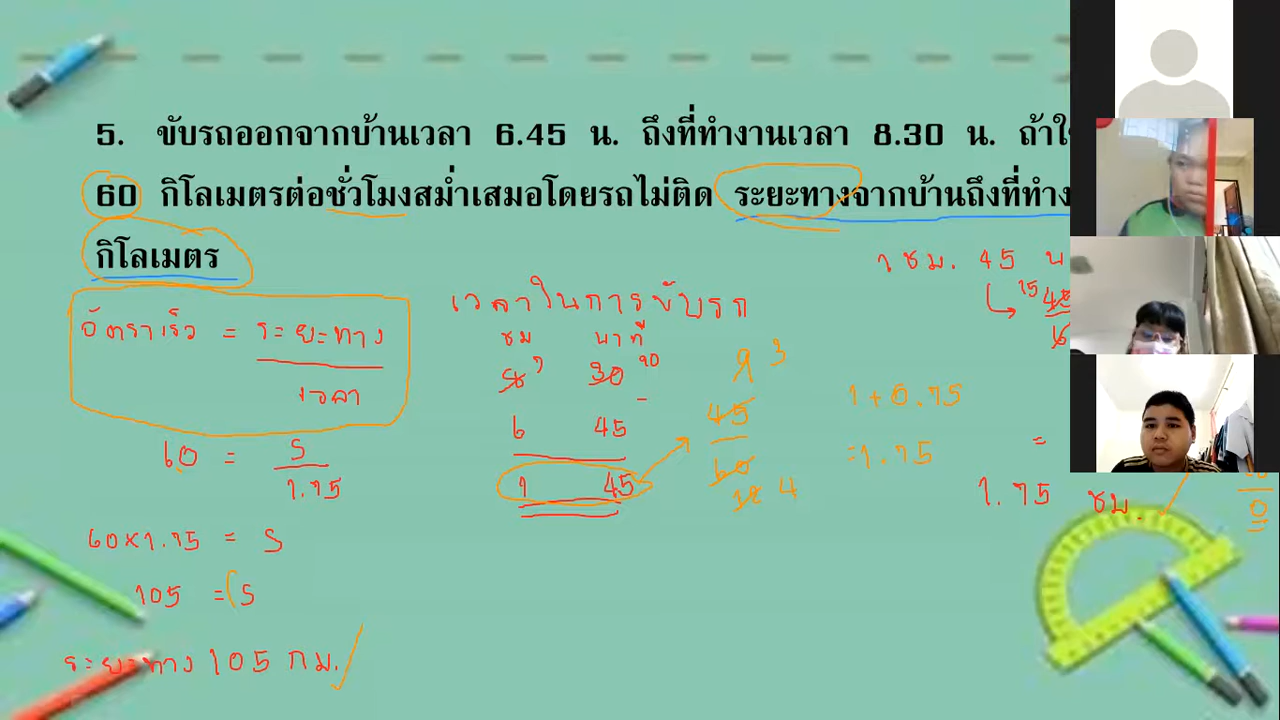 5. ขับรถออกจากบ้านเวลา 6.45 น. ถึงที่ทำงานเวลา 8.30 น. ถ้า
60 กิโลเมตรต่อชั่วโมงสม่ำเสมอโดยรถไม่ติด ระยะทางจากบ้านถึงที่ทำง
กิโลเมตร
1 ชม. 45 น
อัตราเร็ว = ระยะทาง
เวลา
60 = S
1.75
60×1.75 = S
105 = S
ระยะทาง 105 กม.
เวลาในการขับรถ
ชม นาที
8 7 30 90
6 45
1 45
9 3
45
60
12 4
1+0.75
=1.75
15 45
=
1.75 ชม.